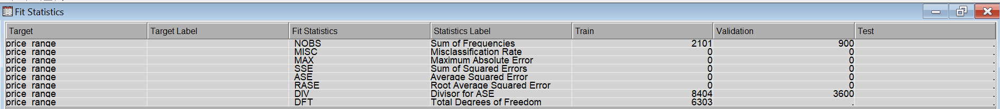 Fit Statistics
Target Target Label Fit Statistics Statistics Label Train Validation Test
price_range NOBS Sum of Frequencies 2101 900 .
price_range MISC Misclassification Rate 0 0 .
price_range MAX Maximum Absolute Error 0 0 .
price_range SSE Sum of Squared Errors 0 0 .
price_range ASE Average Squared Error 0 0 .
price_range RASE Root Average Squared Error 0 0 .
price_range DIV Divisor for ASE 8404 3600 .
price_range DFT Total Degrees of Freedom 6303 . .